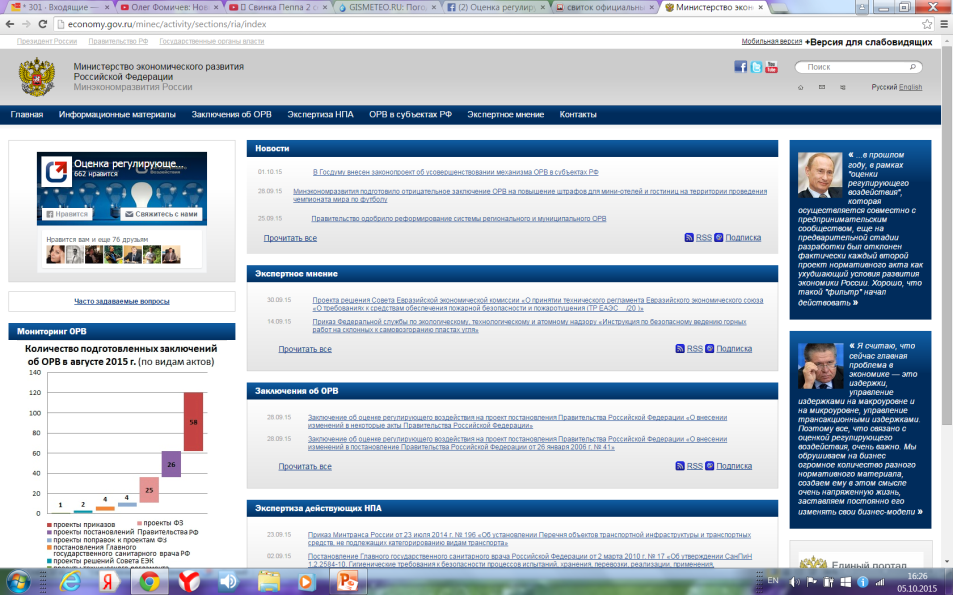 301 Входящие —
Олег Фомичев: Нов
Свинка Пеппа 2 с
GISMETEO.RU: Пого
(2) Оценка регулир
свиток официальны
Министерство экон
economy.gov.ru/minec/activity/sections/ria/index
Президент России Правительство РФ Государственные органы власти
Мобильная версия +Версия для слабовидящих
Министерство экономического развития
Российской Федерации
Минэкономразвития России
Поиск
Русский English
Главная Информационные материалы Заключения об ОРВ Экспертиза НПА ОРВ в субъектах РФ Экспертное мнение Контакты
Оценка регулирующе...
662 нравится
Нравится
Свяжитесь с нами
Нравится вам и еще 76 друзьям
Часто задаваемые вопросы
Мониторинг ОРВ
Количество подготовленных заключений
об ОРВ в августе 2015 г. (по видам актов)
140
120
100
80
60
40
20
0
1 2 4 4 25 26 58
проекты приказов
проекты ФЗ
проекты постановлений Правительства РФ
проекты поправок к проектам ФЗ
постановления Главного
государственного санитарного врача РФ
проекты решений Совета ЕЭК
Новости
01.10.15 В Госдуму внесен законопроект об усовершенствовании механизма ОРВ в субъектах РФ
28.09.15 Минэкономразвития подготовило отрицательное заключение ОРВ на повышение штрафов для мини-отелей и гостиниц на территории проведения
чемпионата мира по футболу
25.09.15 Правительство одобрило реформирование системы регионального и муниципального ОРВ
Прочитать все RSS Подписка
Экспертное мнение
30.09.15 Проекта решения Совета Евразийской экономической комиссии «О принятии технического регламента Евразийского экономического союза
«О требованиях к средствам обеспечения пожарной безопасности и пожаротушения (ТР ЕАЭС __/20 )»
14.09.15 Приказ Федеральной службы по экологическому, технологическому и атомному надзору «Инструкция по безопасному ведению горных
работ на склонных к самовозгоранию пластах угля»
Прочитать все RSS Подписка
Заключения об ОРВ
28.09.15 Заключение об оценке регулирующего воздействия на проект постановления Правительства Российской Федерации «О внесении
изменений в некоторые акты Правительства Российской Федерации»
28.09.15 Заключение об оценке регулирующего воздействия на проект постановления Правительства Российской Федерации «О внесении
изменений в постановление Правительства Российской Федерации от 26 января 2006 г. № 41»
Прочитать все RSS Подписка
Экспертиза действующих НПА
23.09.15 Приказ Минтранса России от 23 июля 2014 г. № 196 «Об установлении Перечня объектов транспортной инфраструктуры и транспортных
средств, не подлежащих категорированию по видам транспорта»
02.09.15 Постановление Главного государственного санитарного врача Российской Федерации от 2 марта 2010 г. № 17 «Об утверждении СанПиН
1.2.2584-10. Гигиенические требования к безопасности процессов испытаний, хранения, перевозки, реализации, применения,
« ...в прошлом
году, в рамках
"оценки
регулирующего
воздействия",
которая
осуществляется совместно с
предпринимательским
сообществом, еще на
предварительной стадии
разработки был отклонен
фактически каждый второй
проект нормативного акта как
ухудшающий условия развития
экономики России. Хорошо, что
такой "фильтр" начал
действовать »
« Я считаю, что
сейчас главная
проблема в
экономике — это
издержки,
управление
издержками на макроуровне и
на микроуровне, управление
трансакционными издержками.
Поэтому все, что связано с
оценкой регулирующего
воздействия, очень важно. Мы
обрушиваем на бизнес
огромное количество разного
нормативного материала,
создаем ему в этом смысле
очень напряженную жизнь,
заставляем постоянно его
изменять свои бизнес-модели »
Единый портал
EN
16:26
05.10.2015